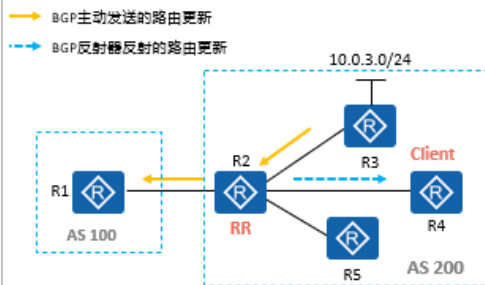 BGP主动发送的路由更新
BGP反射器反射的路由更新
10.0.3.0/24
R
R3
Client
R2
R1
R
R
R
RR
R4
AS 100
R
R5
AS 200